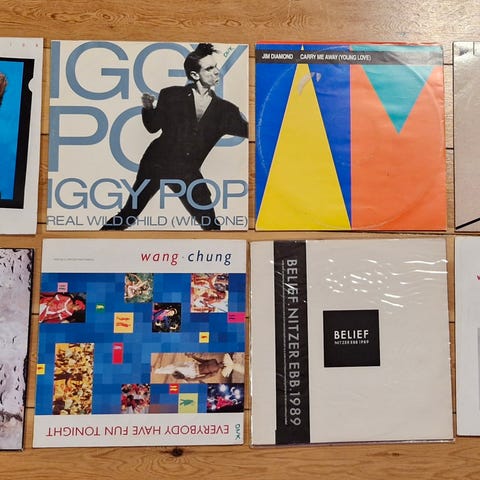 IGGY
POP
IGGY POP
REAL WILD CHILD (WILD ONE)
JIM DIAMOND CARRY ME AWAY (YOUNG LOVE)
wang·chung
EVERYBODY HAVE FUN TONIGHT
BELIEF.NITZER EBB.1989
BELIEF
NITZER EBB 1989